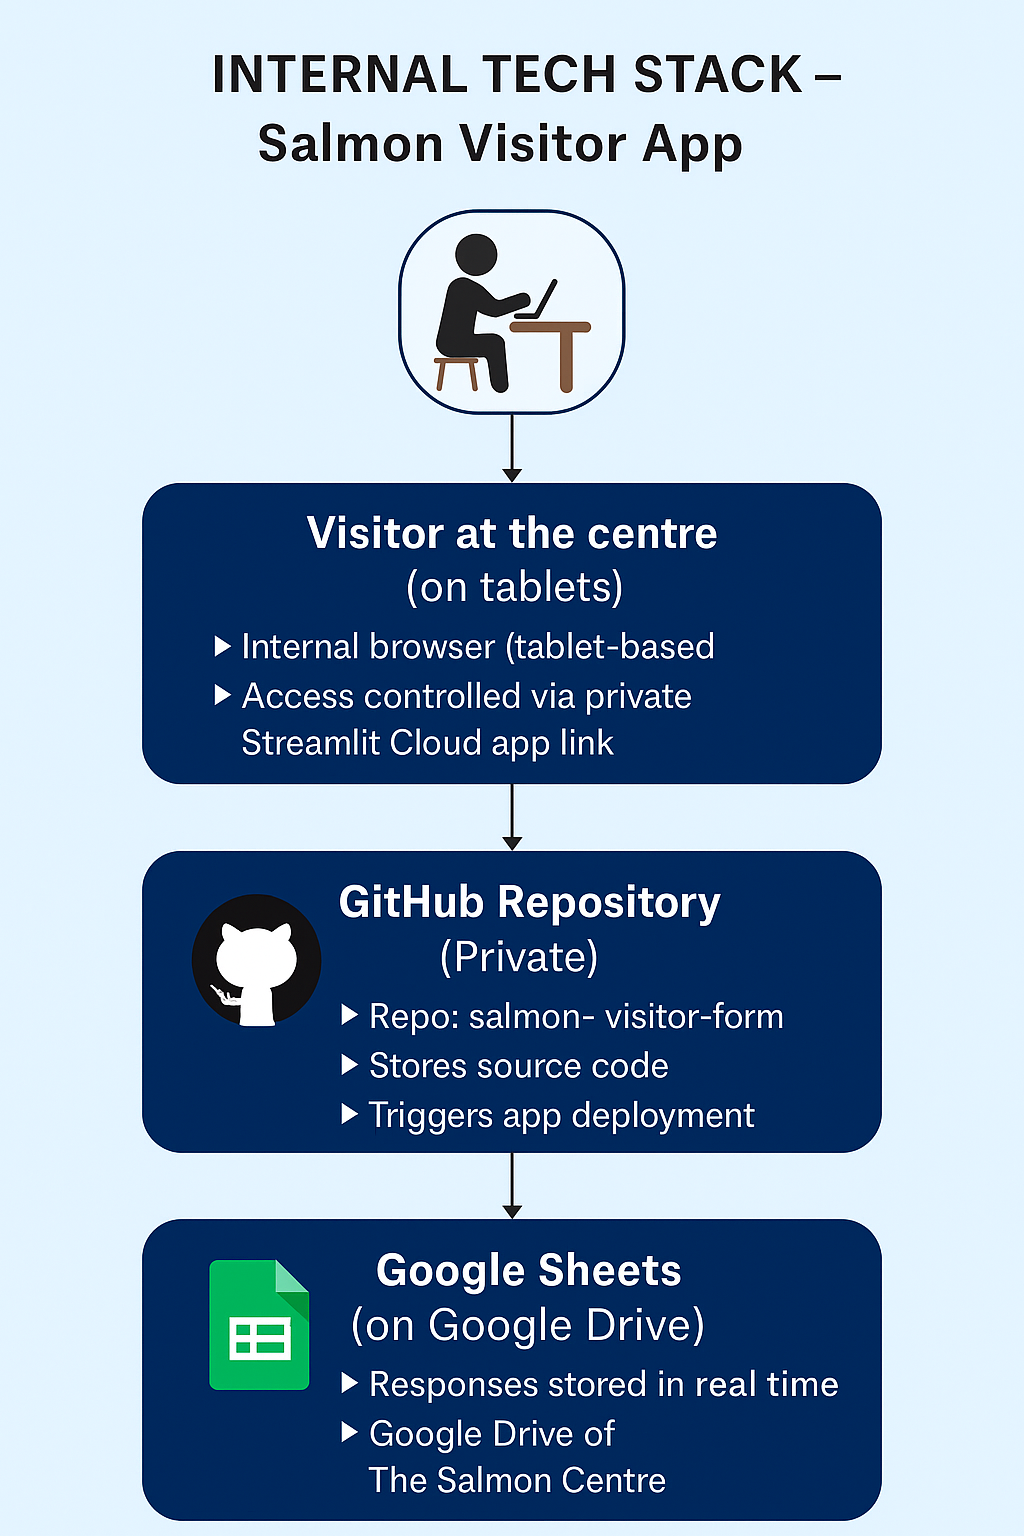 INTERNAL TECH STACK –
Salmon Visitor App
Visitor at the centre
(on tablets)
▶ Internal browser (tablet-based
▶ Access controlled via private
Streamlit Cloud app link
GitHub Repository
(Private)
▶ Repo: salmon- visitor-form
▶ Stores source code
▶ Triggers app deployment
Google Sheets
(on Google Drive)
▶ Responses stored in real time
▶ Google Drive of
The Salmon Centre